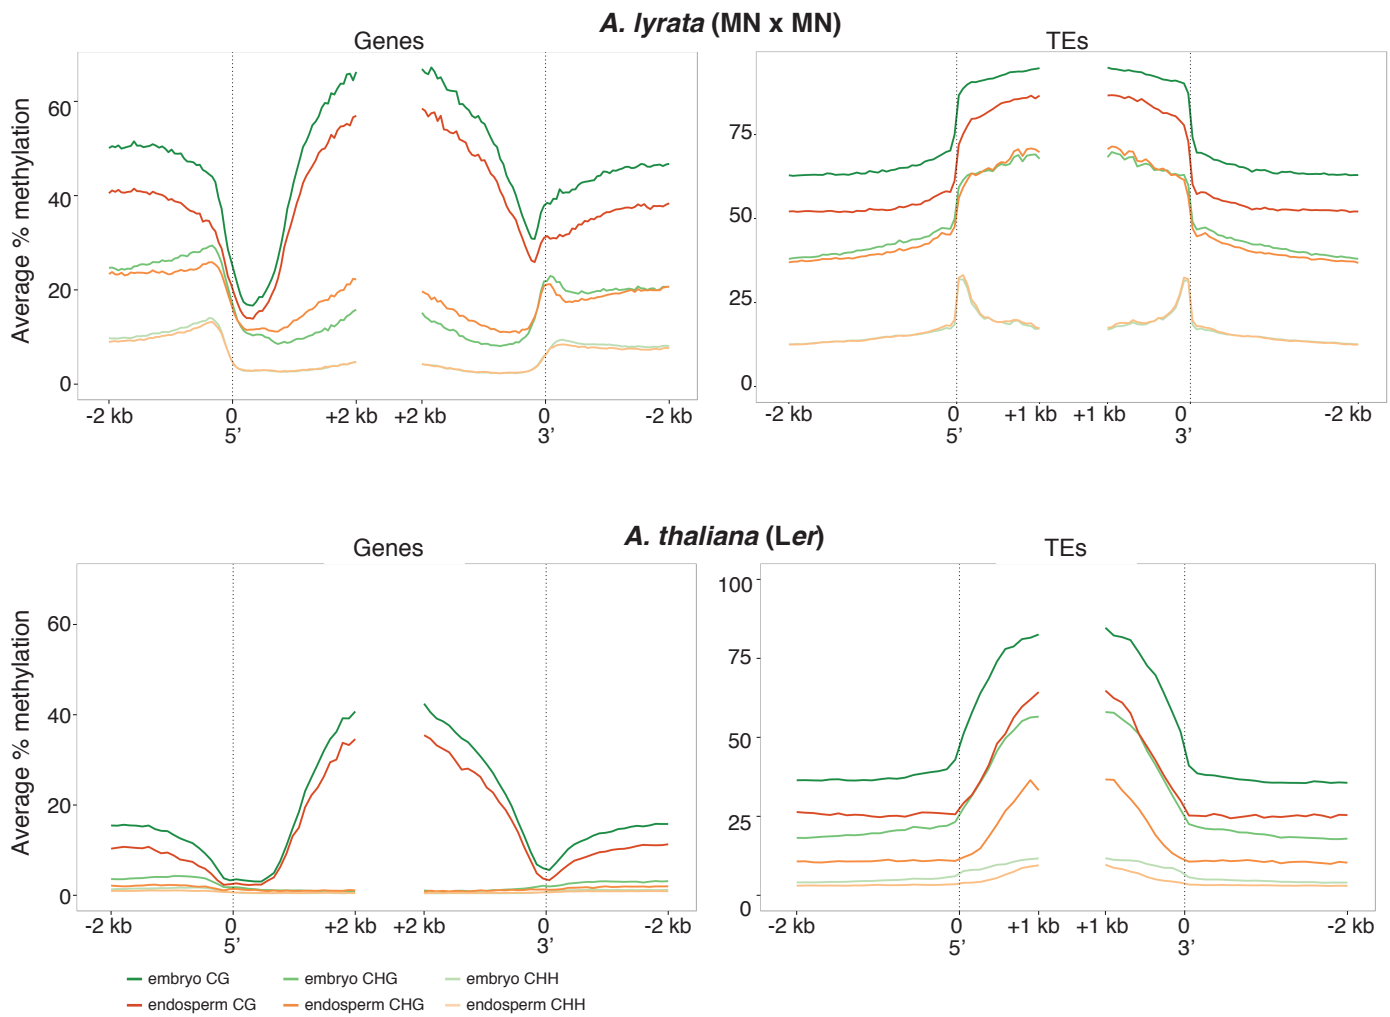 A. lyrata (MN x MN)
Genes
TEs
Average % methylation
60
40
20
0
-2 kb
0
+2 kb
+2 kb
0
-2 kb
5’
3’
75
50
25
0
-2 kb
0
+1 kb
+1 kb
0
-2 kb
5’
3’
A. thaliana (Ler)
Genes
TEs
Average % methylation
60
40
20
0
-2 kb
0
+2 kb
+2 kb
0
-2 kb
5’
3’
100
75
50
25
0
-2 kb
0
+1 kb
+1 kb
0
-2 kb
5’
3’
embryo CG
embryo CHG
embryo CHH
endosperm CG
endosperm CHG
endosperm CHH